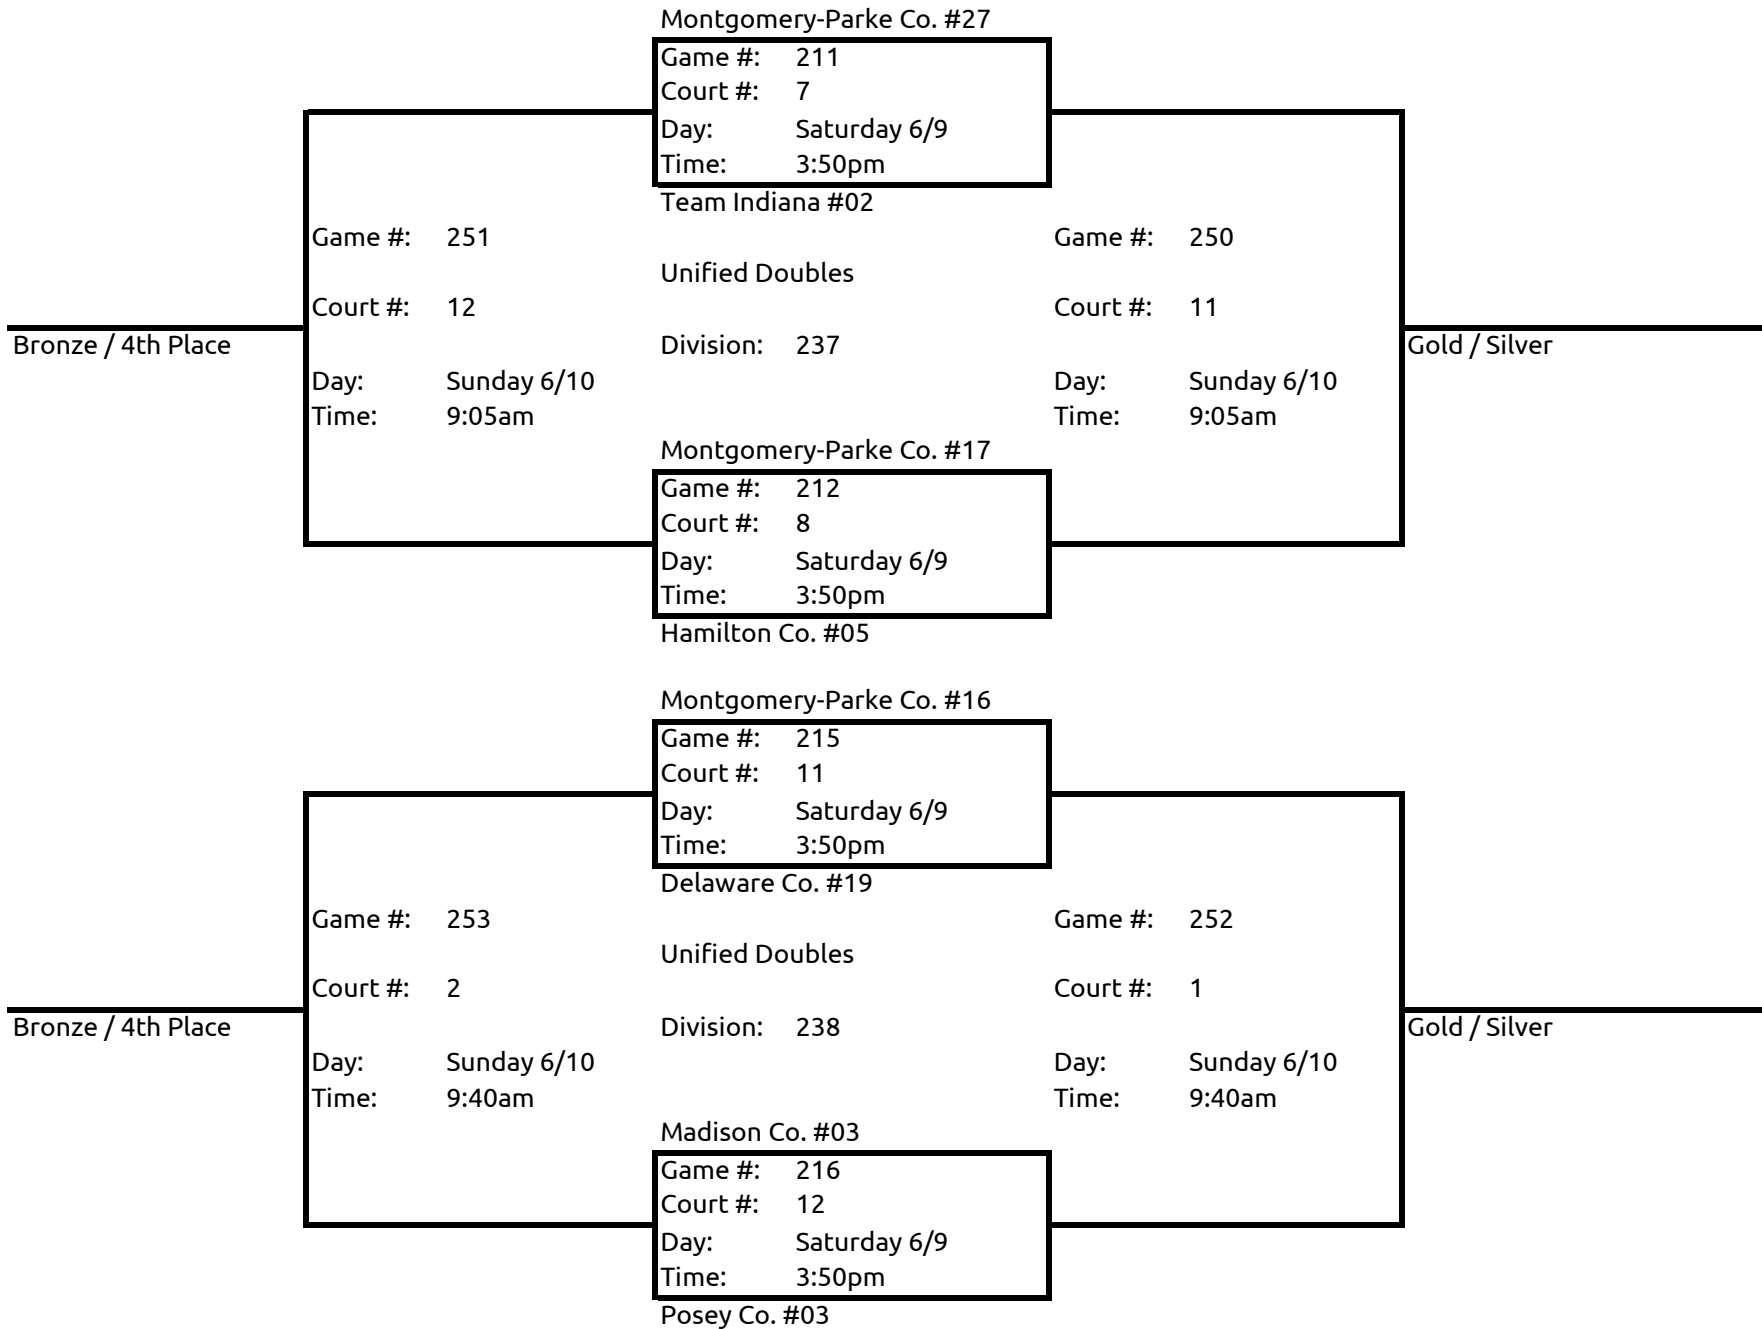 Montgomery-Parke Co. #27
Game #: 211
Court #: 7
Day: Saturday 6/9
Time: 3:50pm
Team Indiana #02
Game #: 251
Game #: 250
Unified Doubles
Court #: 12
Court #: 11
Bronze / 4th Place
Division: 237
Gold / Silver
Day: Sunday 6/10
Day: Sunday 6/10
Time: 9:05am
Time: 9:05am
Montgomery-Parke Co. #17
Game #: 212
Court #: 8
Day: Saturday 6/9
Time: 3:50pm
Hamilton Co. #05
Montgomery-Parke Co. #16
Game #: 215
Court #: 11
Day: Saturday 6/9
Time: 3:50pm
Delaware Co. #19
Game #: 253
Game #: 252
Unified Doubles
Court #: 2
Court #: 1
Bronze / 4th Place
Division: 238
Gold / Silver
Day: Sunday 6/10
Day: Sunday 6/10
Time: 9:40am
Time: 9:40am
Madison Co. #03
Game #: 216
Court #: 12
Day: Saturday 6/9
Time: 3:50pm
Posey Co. #03